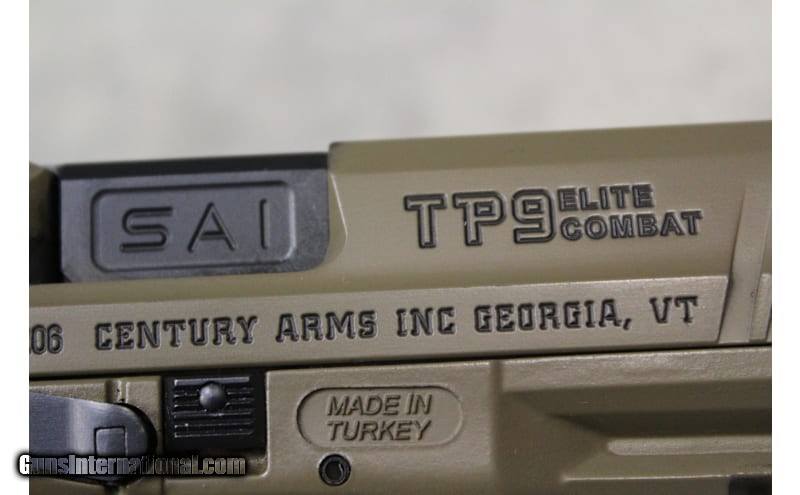 SAI
TP9 ELITE
COMBAT
06 CENTURY ARMS INC GEORGIA, VT
MADE IN
TURKEY
GunsInternational.com